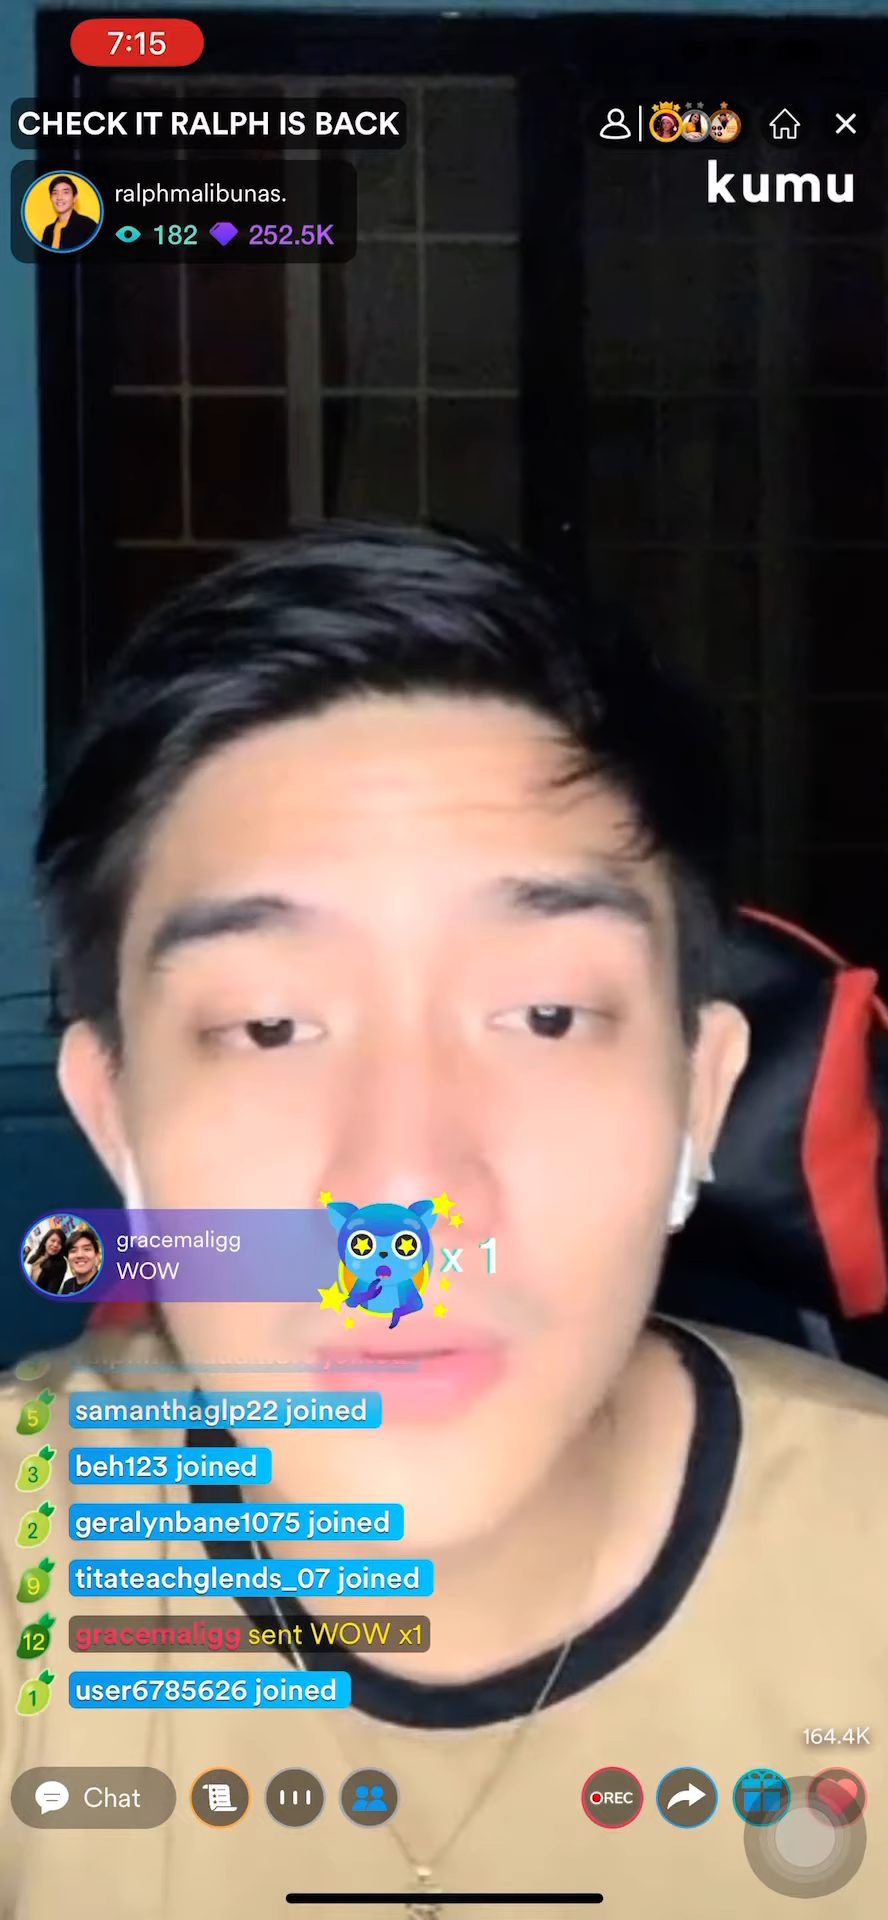 7:15
CHECK IT RALPH IS BACK
kumu
ralphmalibunas.
182 252.5K
gracemaligg
WOW
x 1
joined
5 samanthaglp22 joined
3 beh123 joined
2 geralynbane1075 joined
9 titateachglends_07 joined
12 gracemaligg sent WOW x1
1 user6785626 joined
164.4K
Chat
REC